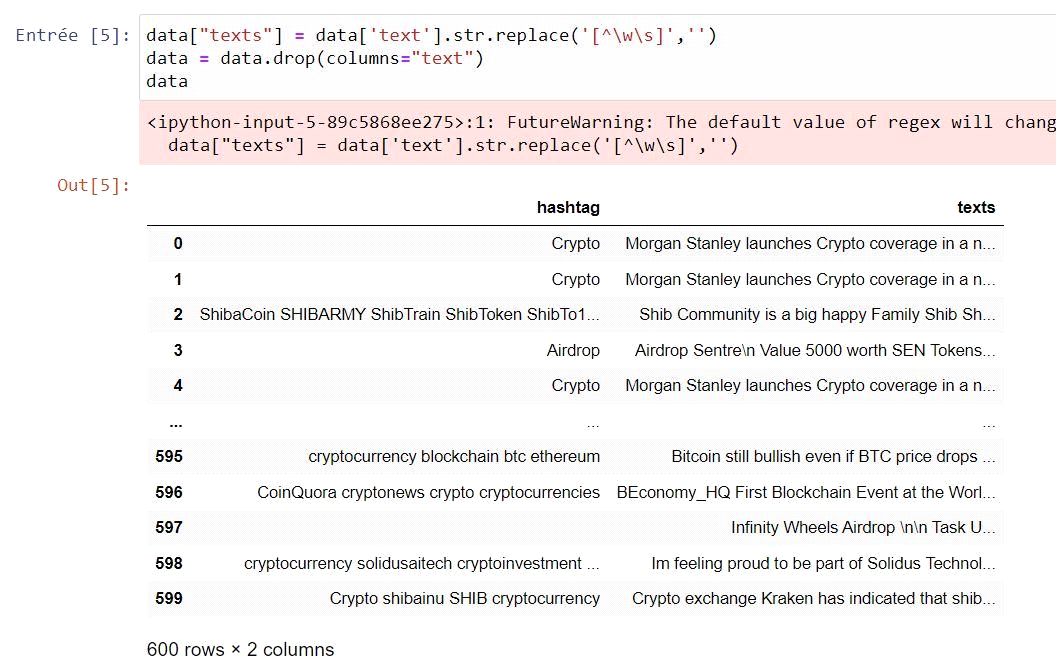 Entrée [5]: data["texts"] = data['text'].str.replace('[^\w\s]','')
data = data.drop(columns="text")
data
<ipython-input-5-89c5868ee275>:1: FutureWarning: The default value of regex will chang
data["texts"] = data['text'].str.replace('[^\w\s]','')
Out[5]:
hashtag texts
0 Crypto Morgan Stanley launches Crypto coverage in a n...
1 Crypto Morgan Stanley launches Crypto coverage in a n...
2 ShibaCoin SHIBARMY ShibTrain ShibToken ShibTo1... Shib Community is a big happy Family Shib Sh...
3 Airdrop Airdrop Sentre\n Value 5000 worth SEN Tokens...
4 Crypto Morgan Stanley launches Crypto coverage in a n...
... ... ...
595 cryptocurrency blockchain btc ethereum Bitcoin still bullish even if BTC price drops ...
596 CoinQuora cryptonews crypto cryptocurrencies BEconomy_HQ First Blockchain Event at the Worl...
597 Infinity Wheels Airdrop \n\n Task U...
598 cryptocurrency solidusaitech cryptoinvestment ... Im feeling proud to be part of Solidus Technol...
599 Crypto shibainu SHIB cryptocurrency Crypto exchange Kraken has indicated that shib...
600 rows × 2 columns